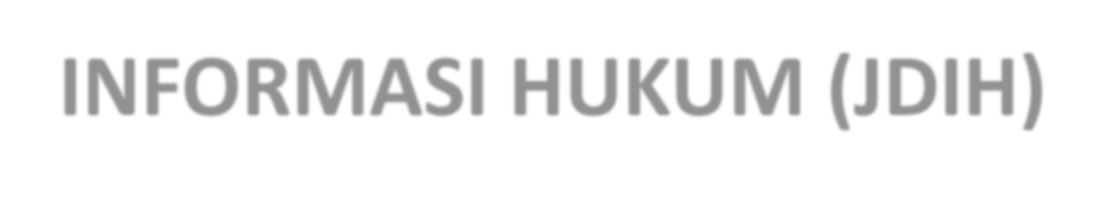 INFORMASI HUKUM (JDIH)